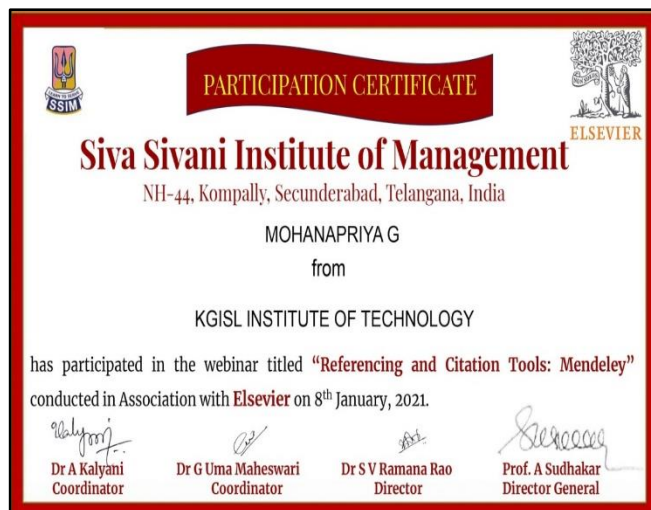 PARTICIPATION CERTIFICATE
SSIM
ELSEVIER
Siva Sivani Institute of Management
NH-44, Kompally, Secunderabad, Telangana, India
MOHANAPRIYA G
from
KGISL INSTITUTE OF TECHNOLOGY
has participated in the webinar titled “Referencing and Citation Tools: Mendeley”
conducted in Association with Elsevier on 8th January, 2021.
Dr A Kalyani Dr G Uma Maheswari Dr S V Ramana Rao Prof. A Sudhakar
Coordinator Coordinator Director Director General